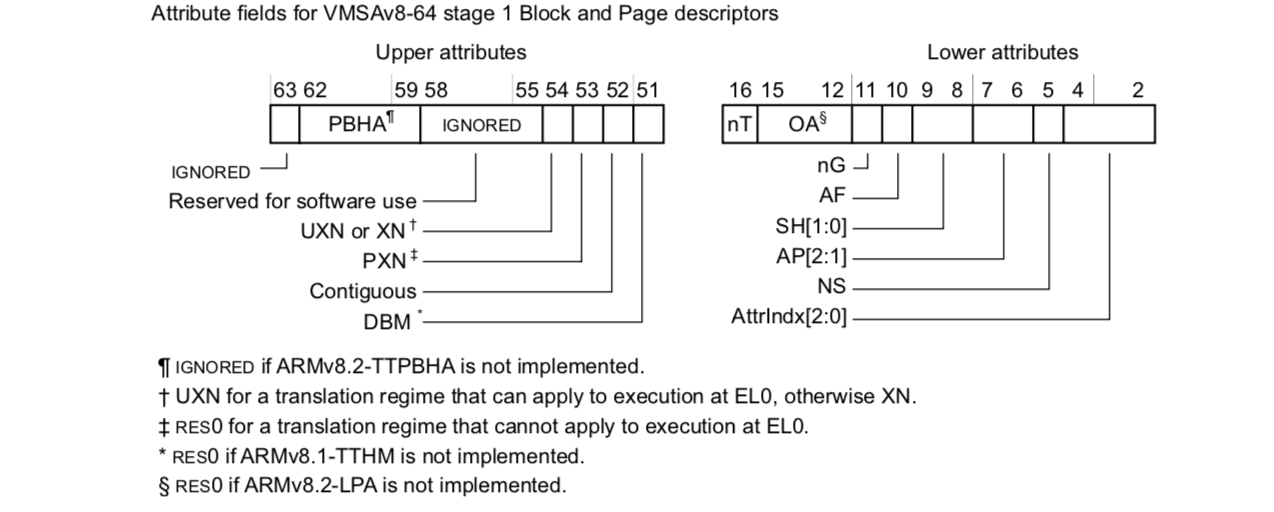 Attribute fields for VMSAv8-64 stage 1 Block and Page descriptors
Upper attributes
Lower attributes
63 62 59 58 55 54 53 52 51
16 15 12 11 10 9 8 7 6 5 4 2
PBHA¶ IGNORED
nT OA§
IGNORED
Reserved for software use
UXN or XN†
PXN‡
Contiguous
DBM *
nG
AF
SH[1:0]
AP[2:1]
NS
AttrIndx[2:0]
¶ IGNORED if ARMv8.2-TTPBHA is not implemented.
† UXN for a translation regime that can apply to execution at EL0, otherwise XN.
‡ RES0 for a translation regime that cannot apply to execution at EL0.
* RES0 if ARMv8.1-TTHM is not implemented.
§ RES0 if ARMv8.2-LPA is not implemented.